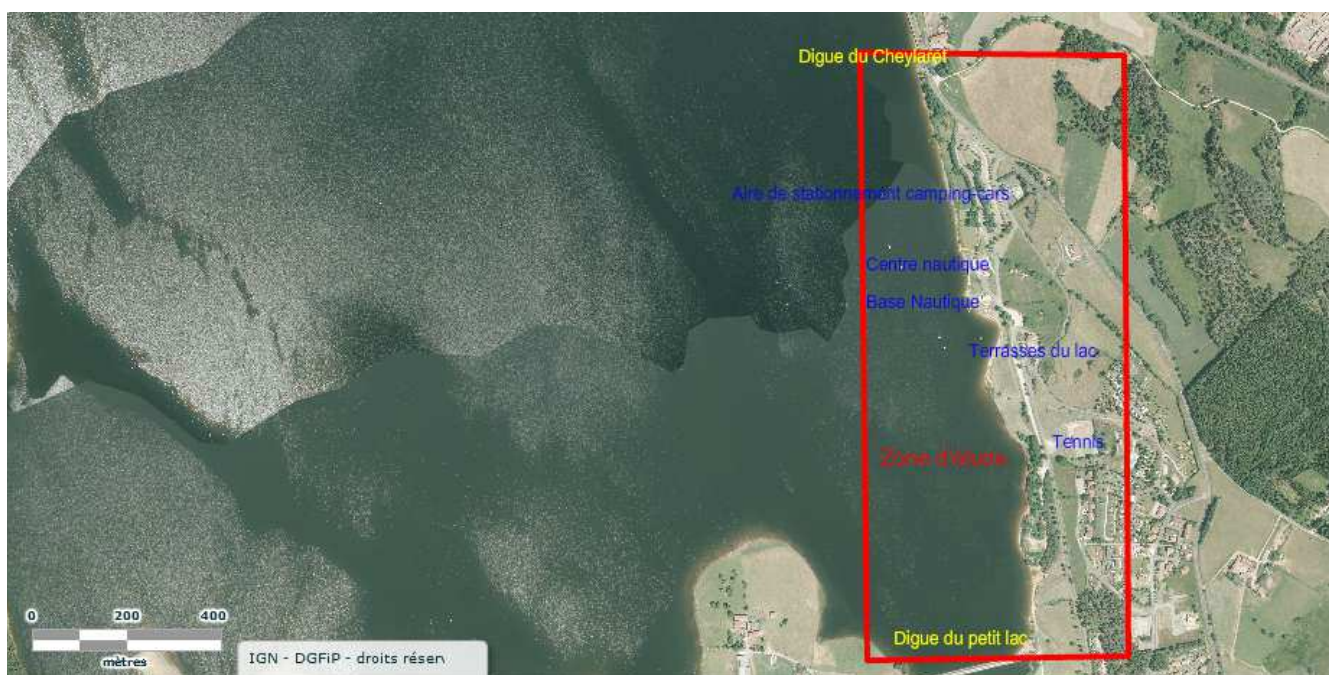 Digue du Cheylaret
Aire de stationnement camping-cars
Centre nautique
Base Nautique
Terrasses du lac
Tennis
Zone d'étude
Digue du petit lac
0 200 400
mètres
IGN - DGFiP - droits résen